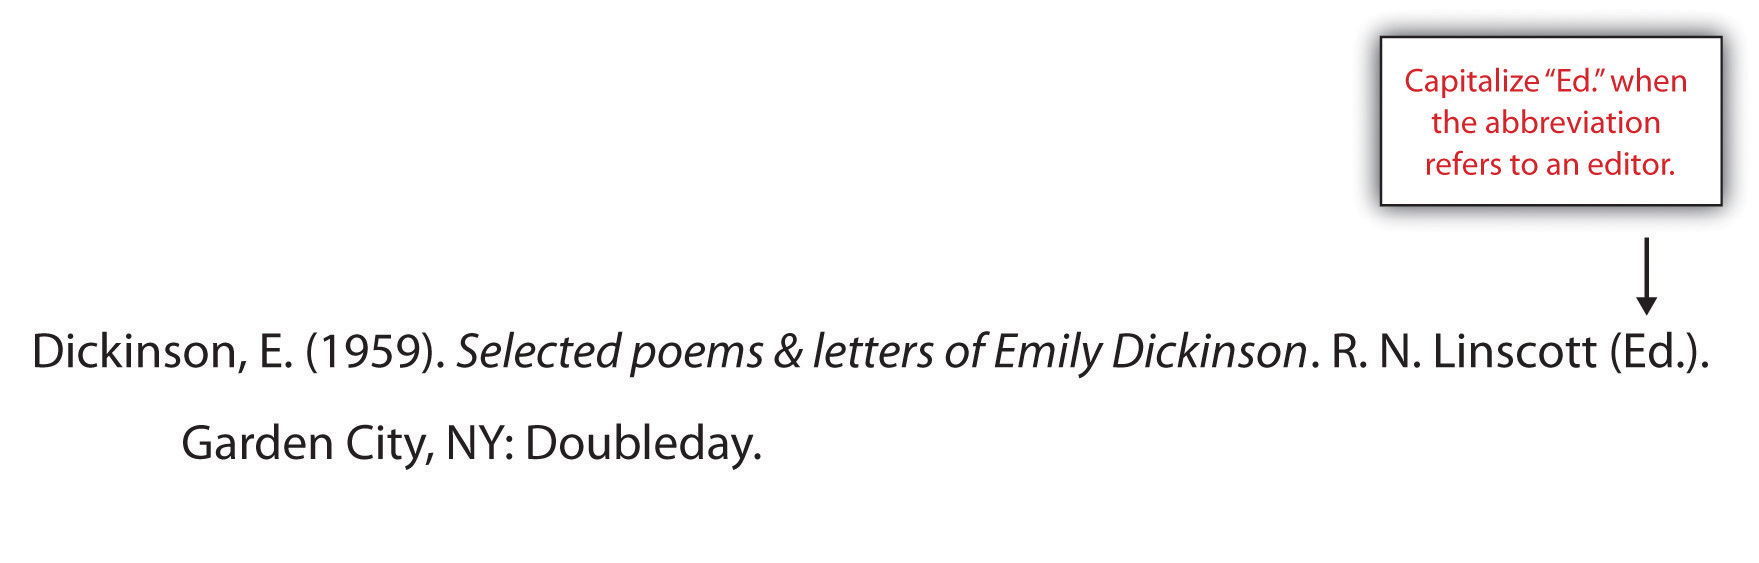 Capitalize “Ed.” when
the abbreviation
refers to an editor.
Dickinson, E. (1959). Selected poems & letters of Emily Dickinson. R. N. Linscott (Ed.).
Garden City, NY: Doubleday.